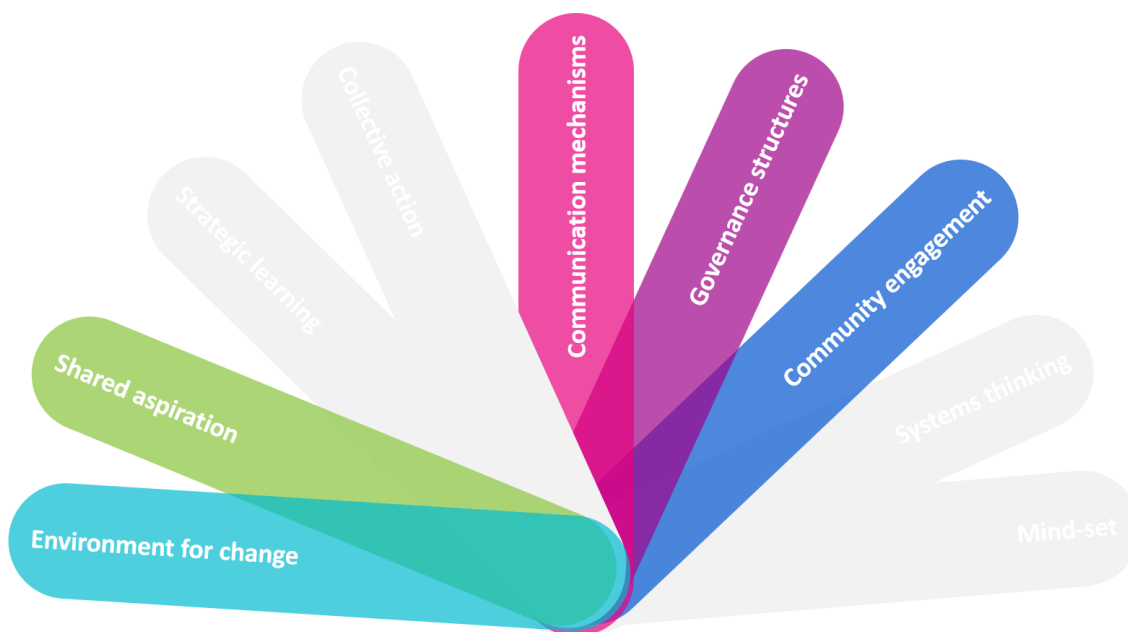 Environment for change
Shared aspiration
Strategic learning
Collective action
Communication mechanisms
Governance structures
Community engagement
Systems thinking
Mind-set